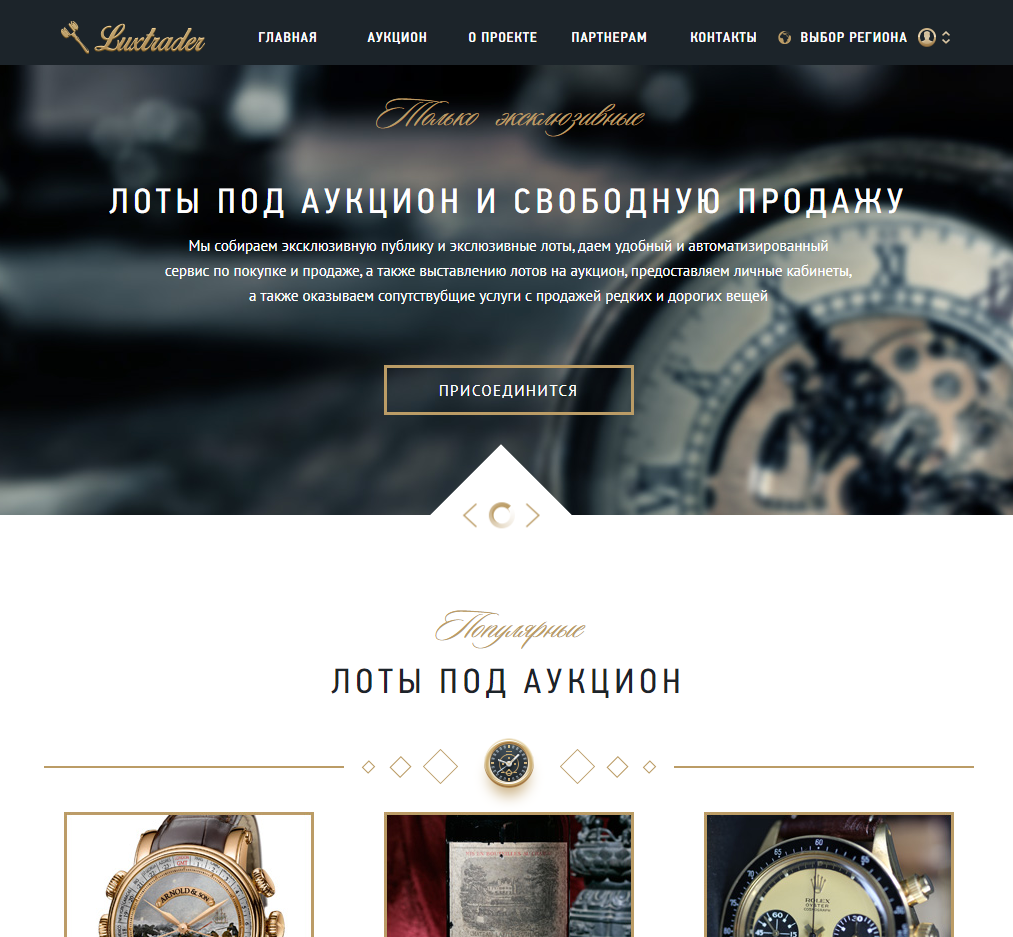 Luxtrader
ГЛАВНАЯ АУКЦИОН О ПРОЕКТЕ ПАРТНЕРАМ КОНТАКТЫ ВЫБОР РЕГИОНА
Только эксклюзивные
ЛОТЫ ПОД АУКЦИОН И СВОБОДНУЮ ПРОДАЖУ
Мы собираем эксклюзивную публику и экслюзивные лоты, даем удобный и автоматизированный
сервис по покупке и продаже, а также выставлению лотов на аукцион, предоставляем личные кабинеты,
а также оказываем сопутствубщие услуги с продажей редких и дорогих вещей
ПРИСОЕДИНИТСЯ
Популярные
ЛОТЫ ПОД АУКЦИОН
ARNOLD & SON
ROLEX
OYSTER
60